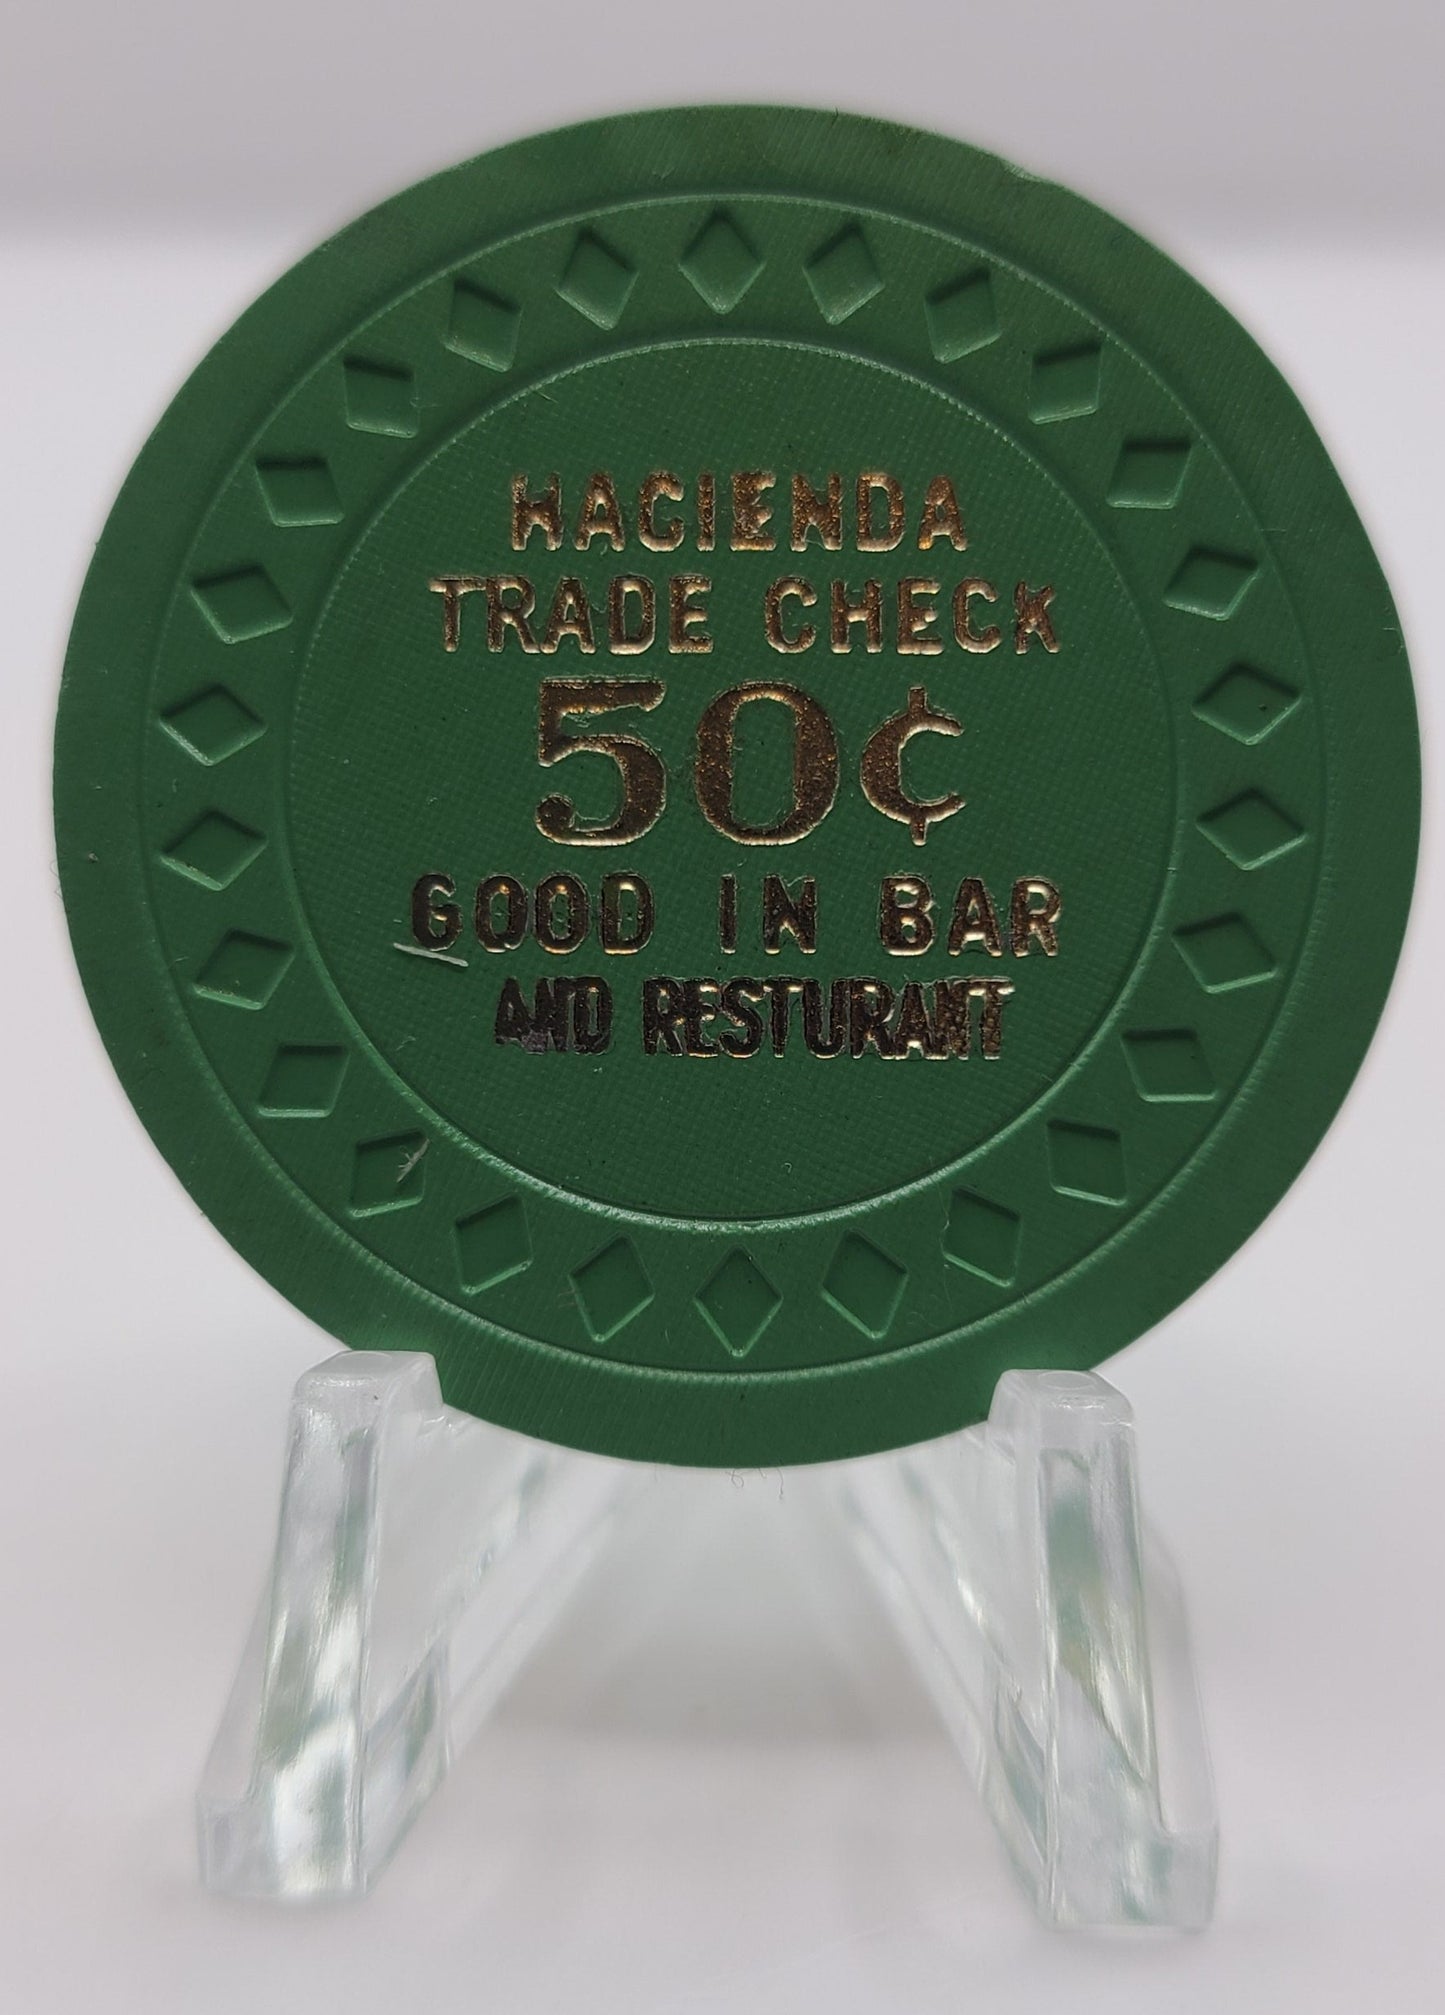 HACIENDA
TRADE CHECK
50¢
GOOD IN BAR
AND RESTURANT